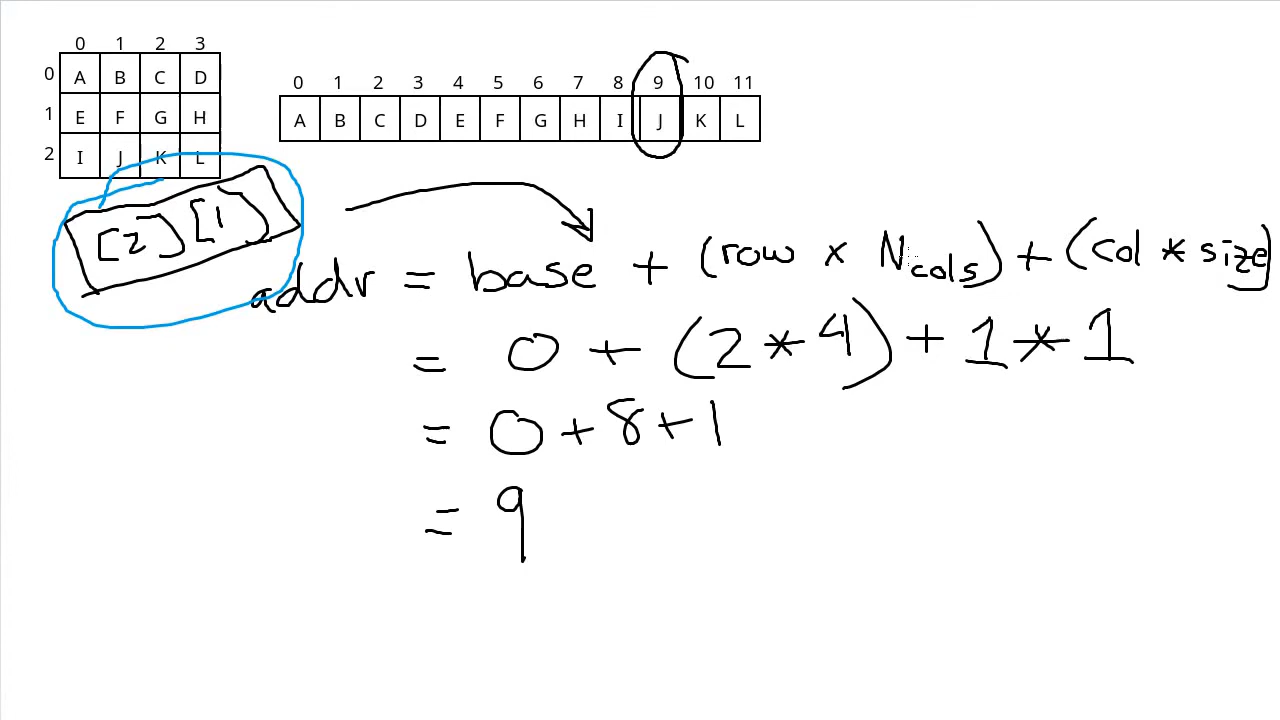 0 1 2 3
0 A B C D
1 E F G H
2 I J K L
0 1 2 3 4 5 6 7 8 9 10 11
A B C D E F G H I J K L
[2][1]
addr = base + (row x Ncols) + (col * size)
= 0 + (2 * 4) + 1 * 1
= 0 + 8 + 1
= 9